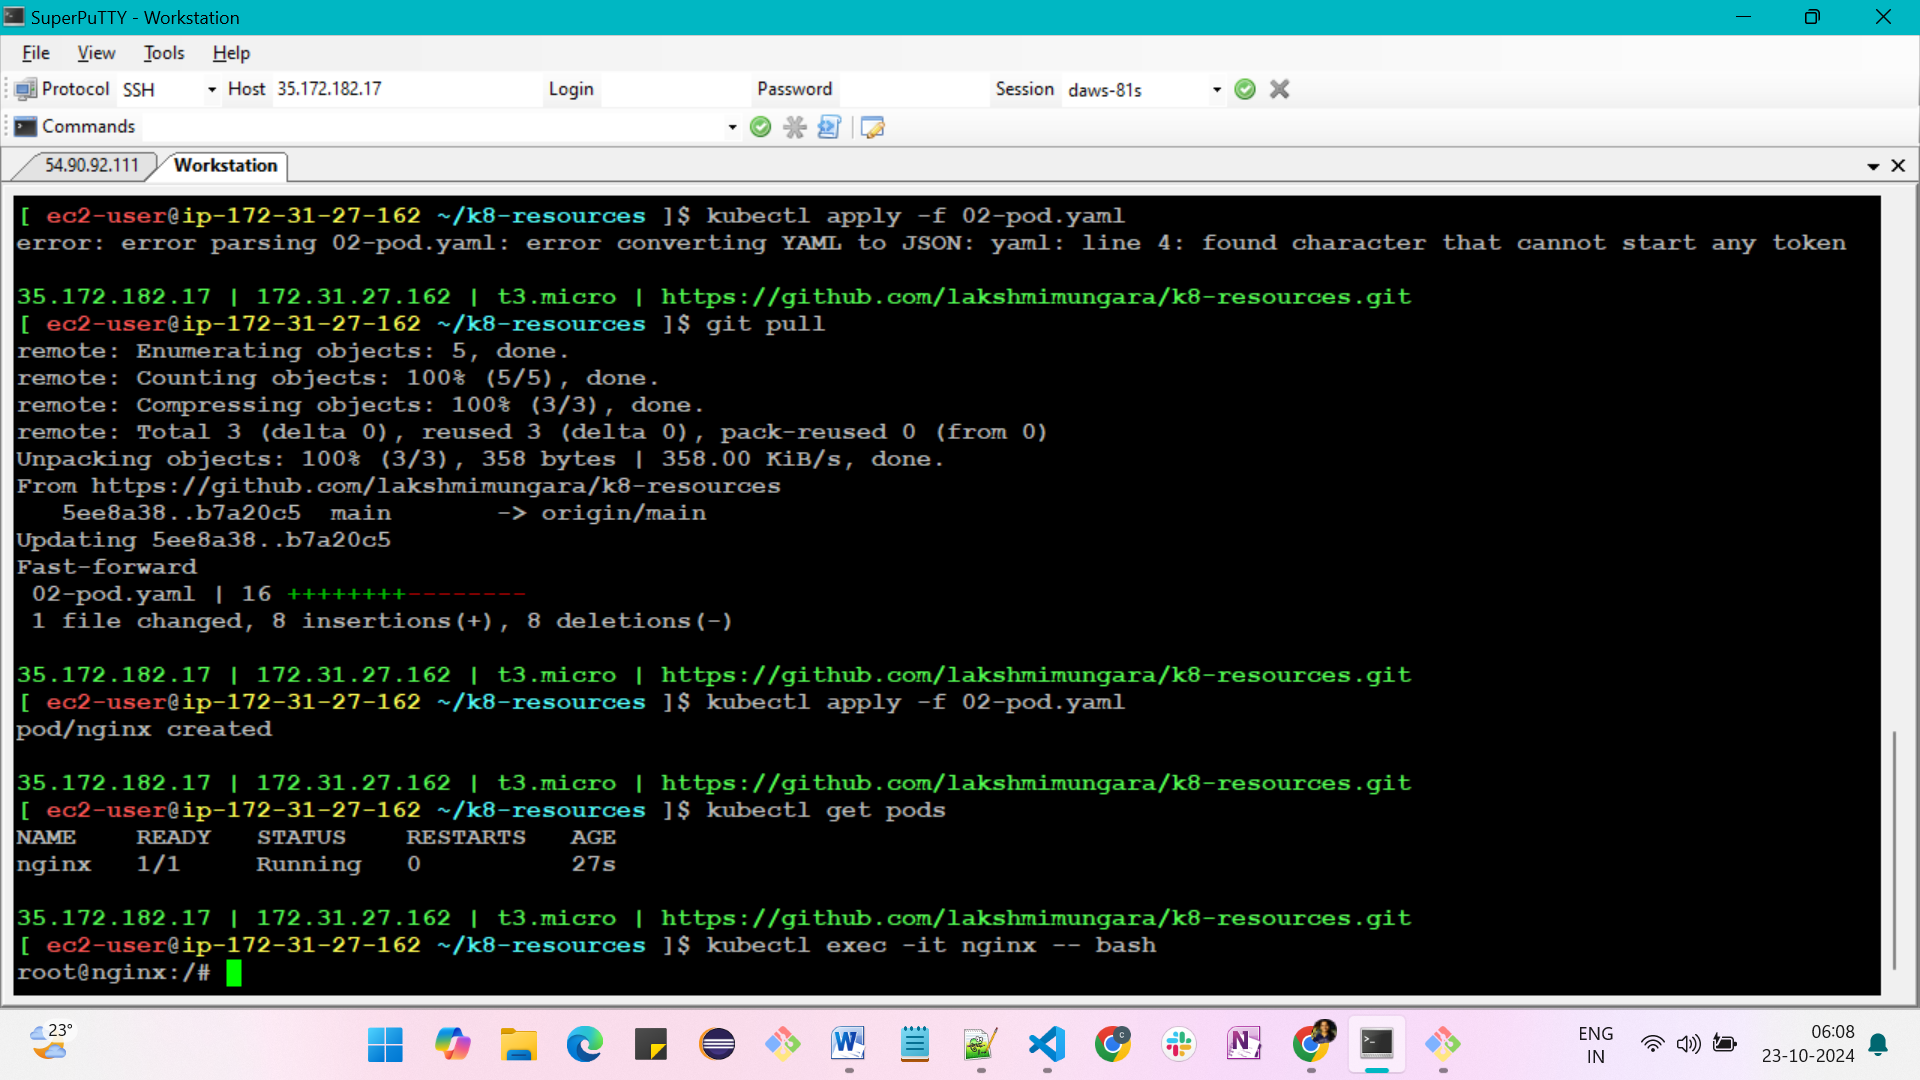 SuperPuTTY - Workstation
File View Tools Help
Protocol SSH Host 35.172.182.17 Login Password Session daws-81s
Commands
54.90.92.111 Workstation
[ ec2-user@ip-172-31-27-162 ~/k8-resources ]$ kubectl apply -f 02-pod.yaml
error: error parsing 02-pod.yaml: error converting YAML to JSON: yaml: line 4: found character that cannot start any token
35.172.182.17 | 172.31.27.162 | t3.micro | https://github.com/lakshmimungara/k8-resources.git
[ ec2-user@ip-172-31-27-162 ~/k8-resources ]$ git pull
remote: Enumerating objects: 5, done.
remote: Counting objects: 100% (5/5), done.
remote: Compressing objects: 100% (3/3), done.
remote: Total 3 (delta 0), reused 3 (delta 0), pack-reused 0 (from 0)
Unpacking objects: 100% (3/3), 358 bytes | 358.00 KiB/s, done.
From https://github.com/lakshmimungara/k8-resources
5ee8a38..b7a20c5 main -> origin/main
Updating 5ee8a38..b7a20c5
Fast-forward
02-pod.yaml | 16 ++++++++--------
1 file changed, 8 insertions(+), 8 deletions(-)
35.172.182.17 | 172.31.27.162 | t3.micro | https://github.com/lakshmimungara/k8-resources.git
[ ec2-user@ip-172-31-27-162 ~/k8-resources ]$ kubectl apply -f 02-pod.yaml
pod/nginx created
35.172.182.17 | 172.31.27.162 | t3.micro | https://github.com/lakshmimungara/k8-resources.git
[ ec2-user@ip-172-31-27-162 ~/k8-resources ]$ kubectl get pods
NAME READY STATUS RESTARTS AGE
nginx 1/1 Running 0 27s
35.172.182.17 | 172.31.27.162 | t3.micro | https://github.com/lakshmimungara/k8-resources.git
[ ec2-user@ip-172-31-27-162 ~/k8-resources ]$ kubectl exec -it nginx -- bash
root@nginx:/#
23°
ENG
IN
06:08
23-10-2024